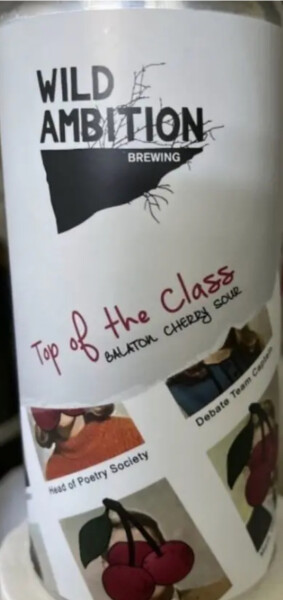 WILD
AMBITION
BREWING
Top of the Class
BALATON CHERRY SOUR
Debate Team Captain
Head of Poetry Society